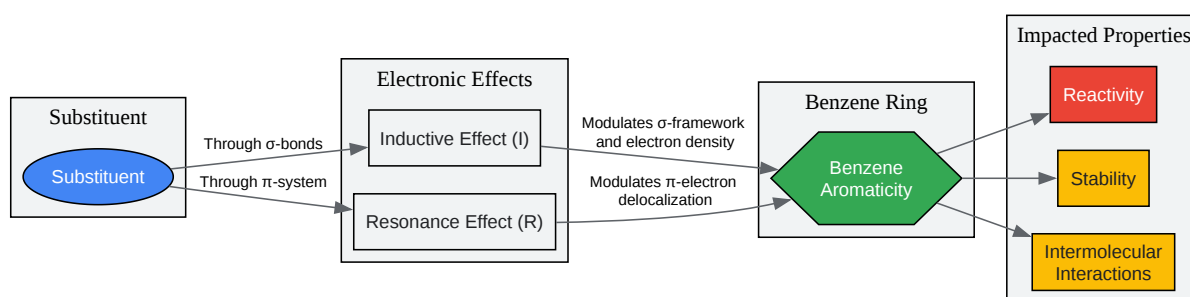 Substituent
Substituent
Through σ-bonds
Through π-system
Electronic Effects
Inductive Effect (I)
Resonance Effect (R)
Modulates σ-framework
and electron density
Modulates π-electron
delocalization
Benzene Ring
Benzene
Aromaticity
Impacted Properties
Reactivity
Stability
Intermolecular
Interactions